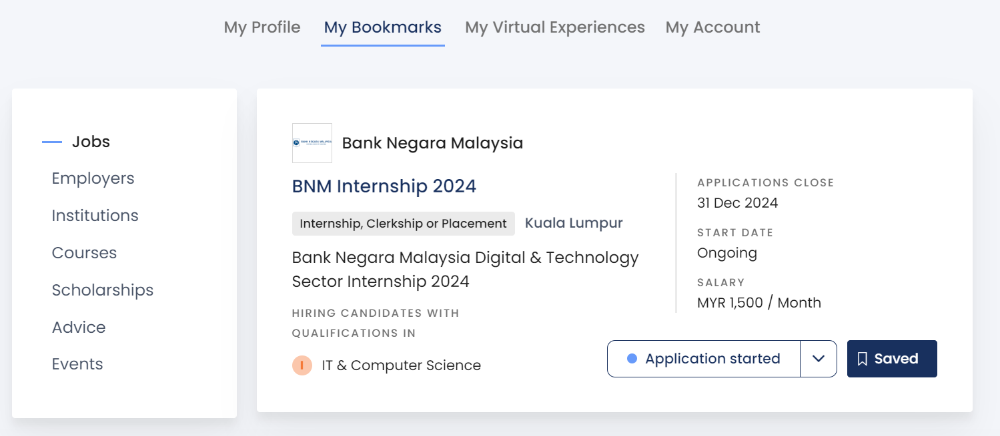 My Profile My Bookmarks My Virtual Experiences My Account
Jobs
Employers
Institutions
Courses
Scholarships
Advice
Events
BANK NEGARA MALAYSIA
Bank Negara Malaysia
BNM Internship 2024
Internship, Clerkship or Placement Kuala Lumpur
Bank Negara Malaysia Digital & Technology
Sector Internship 2024
HIRING CANDIDATES WITH
QUALIFICATIONS IN
I IT & Computer Science
APPLICATIONS CLOSE
31 Dec 2024
START DATE
Ongoing
SALARY
MYR 1,500 / Month
Application started
Saved